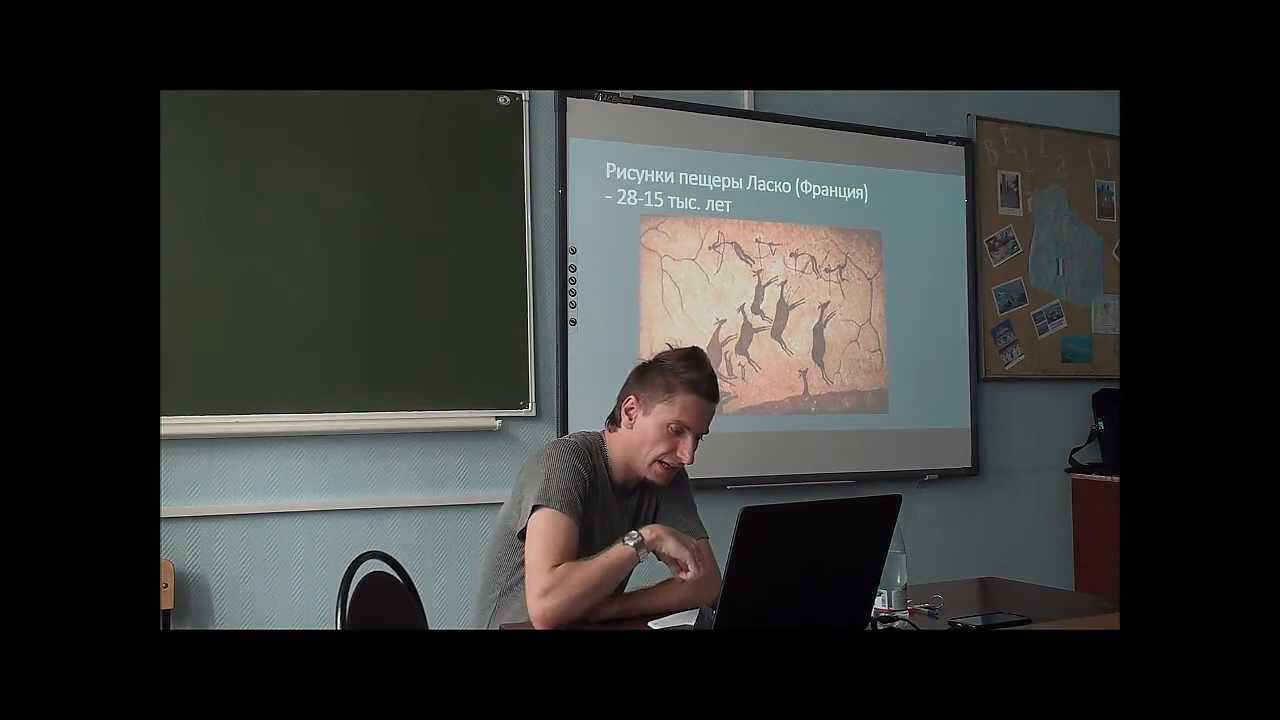 Рисунки пещеры Ласко (Франция)
- 28-15 тыс. лет